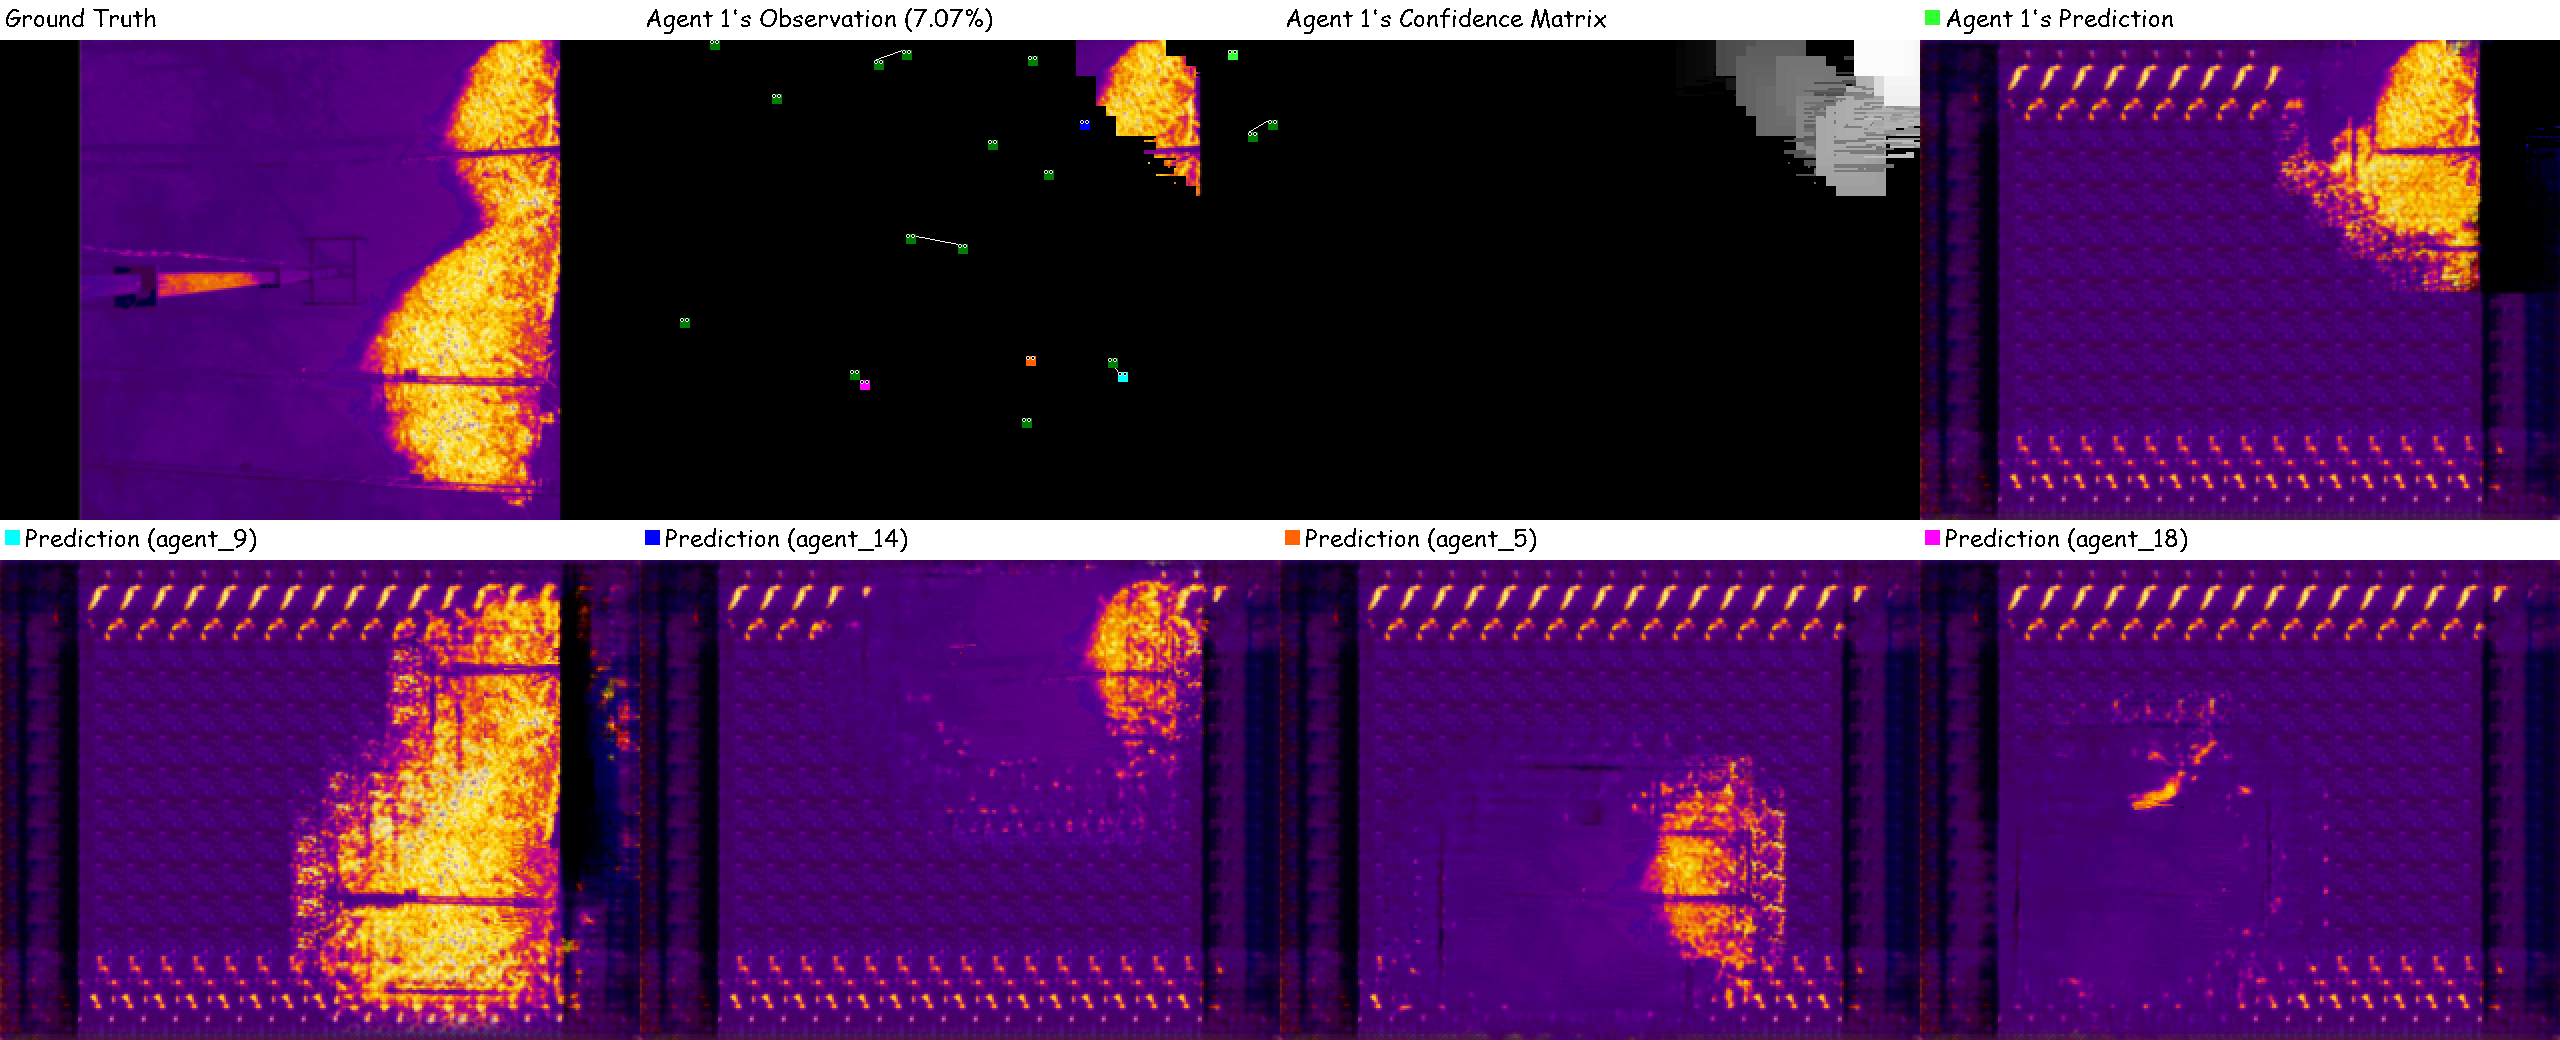 Ground Truth
Agent 1's Observation (7.07%)
Agent 1's Confidence Matrix
Agent 1's Prediction
Prediction (agent_9)
Prediction (agent_14)
Prediction (agent_5)
Prediction (agent_18)